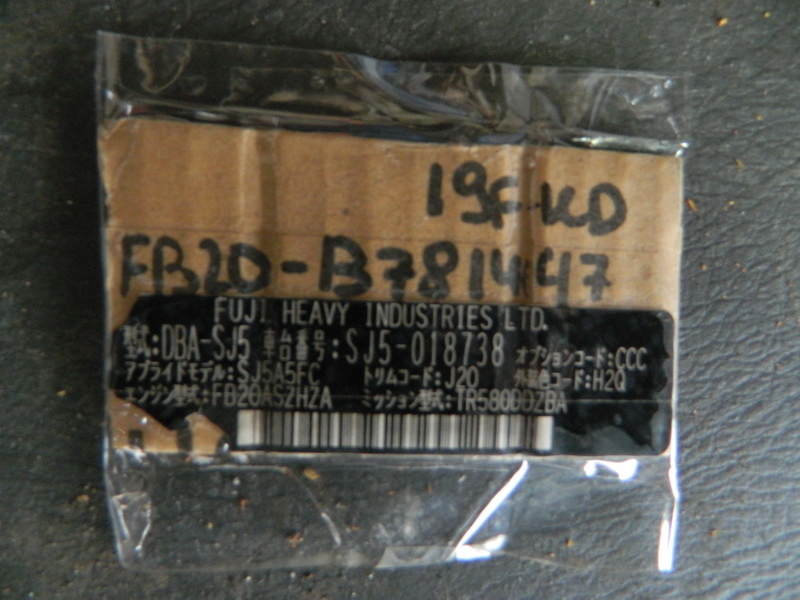 19FKD
FB20-B781447
FUJI HEAVY INDUSTRIES LTD.
型式:DBA-SJ5 車台番号:SJ5-018738 オプションコード:CCC
アプライドモデル:SJ5A5FC トリムコード:J20 外装色コード:H2Q
エンジン型式:FB20ASZHZA ミッション型式:TR580DDZBA